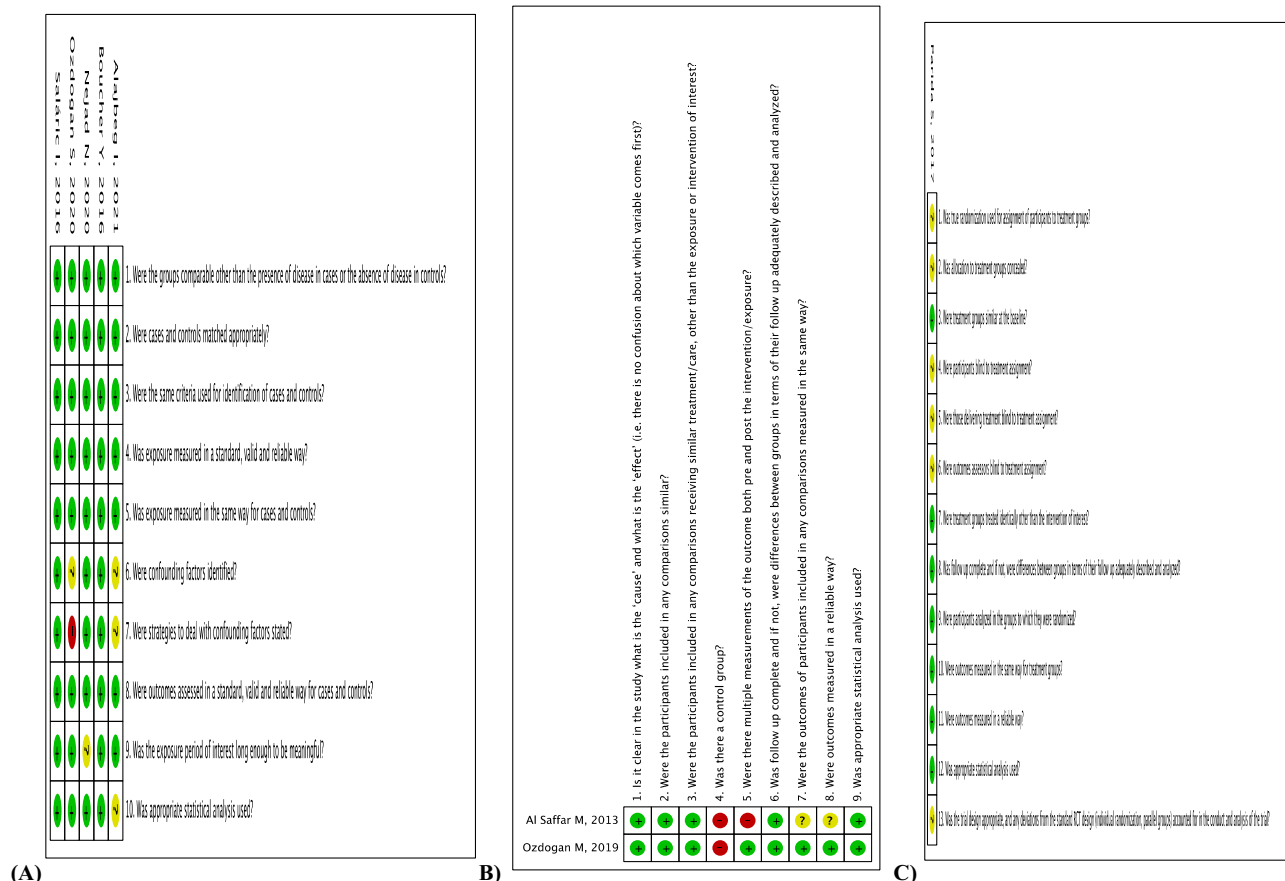 Alajbeg I, 2021
Boucher Y, 2016
Nejad N, 2020
Ozdogan S, 2020
Salaric I, 2016
1. Were the groups comparable other than the presence of disease in cases or the absence of disease in controls?
2. Were cases and controls matched appropriately?
3. Were the same criteria used for identification of cases and controls?
4. Was exposure measured in a standard, valid and reliable way?
5. Was exposure measured in the same way for cases and controls?
6. Were confounding factors identified?
7. Were strategies to deal with confounding factors stated?
8. Were outcomes assessed in a standard, valid and reliable way for cases and controls?
9. Was the exposure period of interest long enough to be meaningful?
10. Was appropriate statistical analysis used?
(A)
1. Is it clear in the study what is the 'cause' and what is the 'effect' (i.e. there is no confusion about which variable comes first)?
2. Were the participants included in any comparisons similar?
3. Were the participants included in any comparisons receiving similar treatment/care, other than the exposure or intervention of interest?
4. Was there a control group?
5. Were there multiple measurements of the outcome both pre and post the intervention/exposure?
6. Was follow up complete and if not, were differences between groups in terms of their follow up adequately described and analyzed?
7. Were the outcomes of participants included in any comparisons measured in the same way?
8. Were outcomes measured in a reliable way?
9. Was appropriate statistical analysis used?
Al Saffar M, 2013
Ozdogan M, 2019
B)
2017
1. Was true randomization used for assignment of participants to treatment groups?
2. Was allocation to treatment groups concealed?
3. Were treatment groups similar at the baseline?
4. Were participants blind to treatment assignment?
5. Were those delivering treatment blind to treatment assignment?
6. Were outcomes assessors blind to treatment assignment?
7. Were treatment groups treated identically other than the intervention of interest?
8. Was follow up complete and if not, were differences between groups in terms of their follow up adequately described and analyzed?
9. Were participants analyzed in the groups to which they were randomized?
10. Were outcomes measured in the same way for treatment groups?
11. Were outcomes measured in a reliable way?
12. Was appropriate statistical analysis used?
13. Was the trial design appropriate, and any deviations from the standard RCT design (individual randomization, parallel groups) accounted for in the conduct and analysis of the trial?
C)